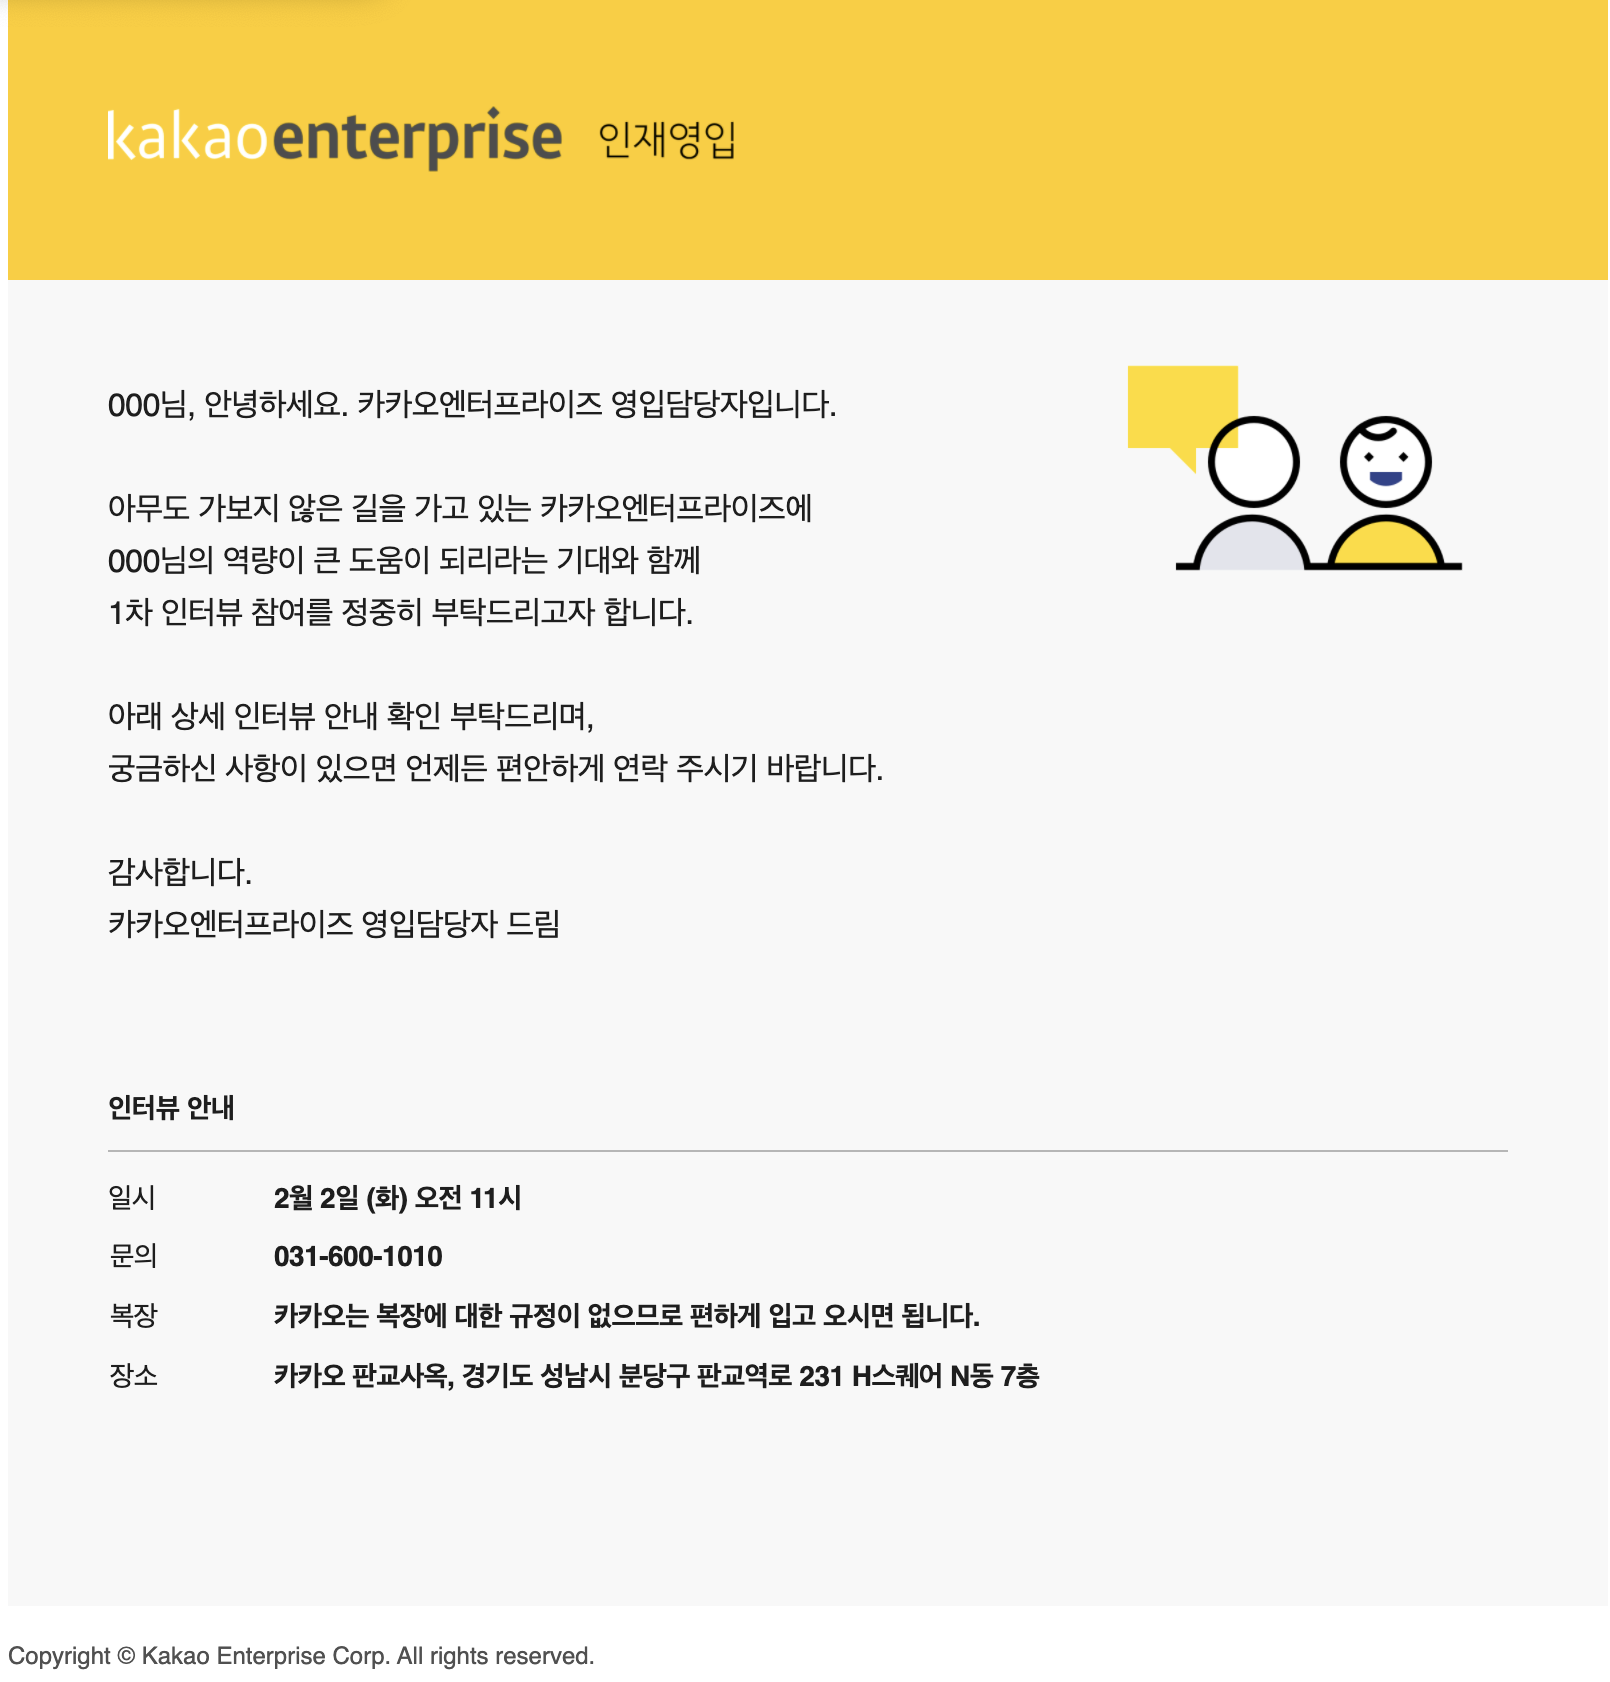 kakaoenterprise 인재영입
000님, 안녕하세요. 카카오엔터프라이즈 영입담당자입니다.
아무도 가보지 않은 길을 가고 있는 카카오엔터프라이즈에
000님의 역량이 큰 도움이 되리라는 기대와 함께
1차 인터뷰 참여를 정중히 부탁드리고자 합니다.
아래 상세 인터뷰 안내 확인 부탁드리며,
궁금하신 사항이 있으면 언제든 편안하게 연락 주시기 바랍니다.
감사합니다.
카카오엔터프라이즈 영입담당자 드림
인터뷰 안내
일시 2월 2일 (화) 오전 11시
문의 031-600-1010
복장 카카오는 복장에 대한 규정이 없으므로 편하게 입고 오시면 됩니다.
장소 카카오 판교사옥, 경기도 성남시 분당구 판교역로 231 H스퀘어 N동 7층
Copyright © Kakao Enterprise Corp. All rights reserved.